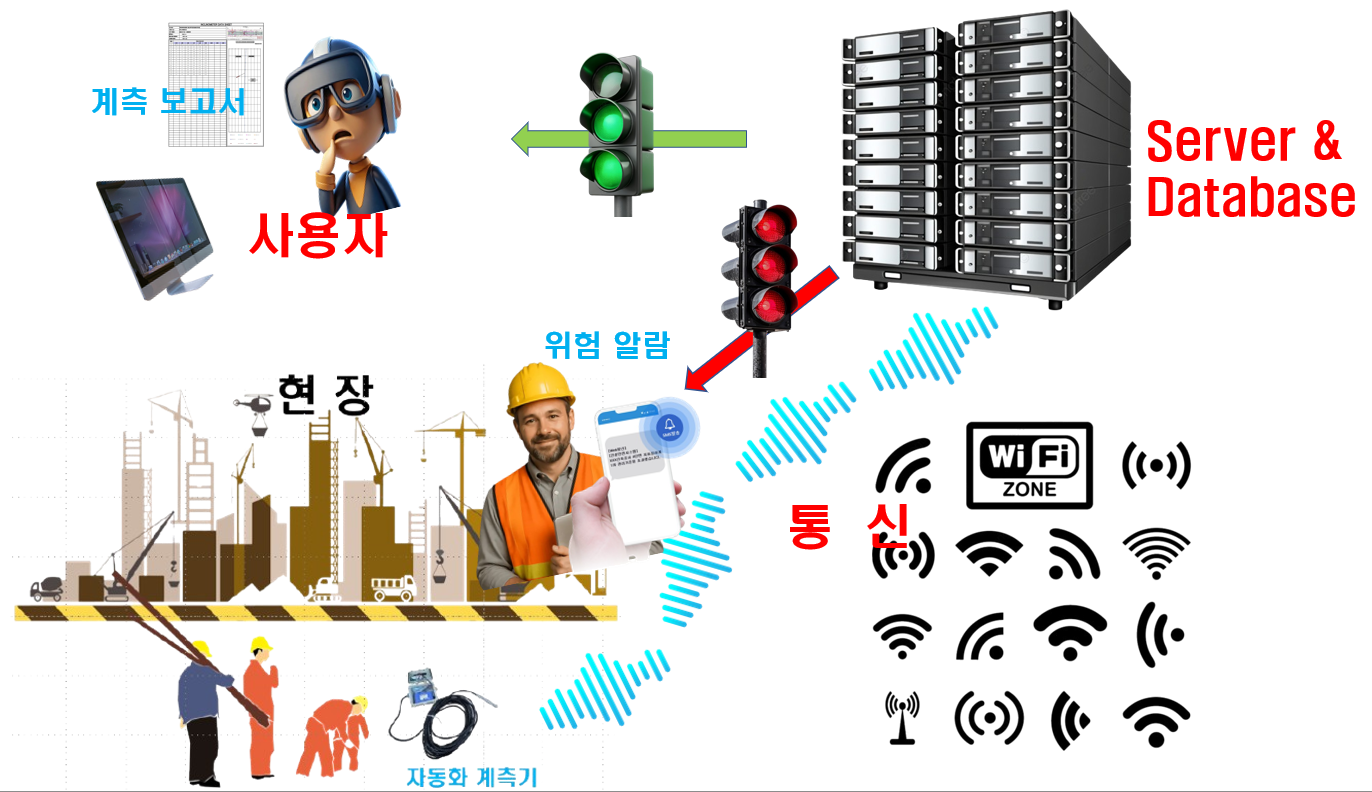 계측 보고서
사용자
Server &
Database
위험 알람
현 장
통 신
Wi Fi
ZONE
자동화 계측기